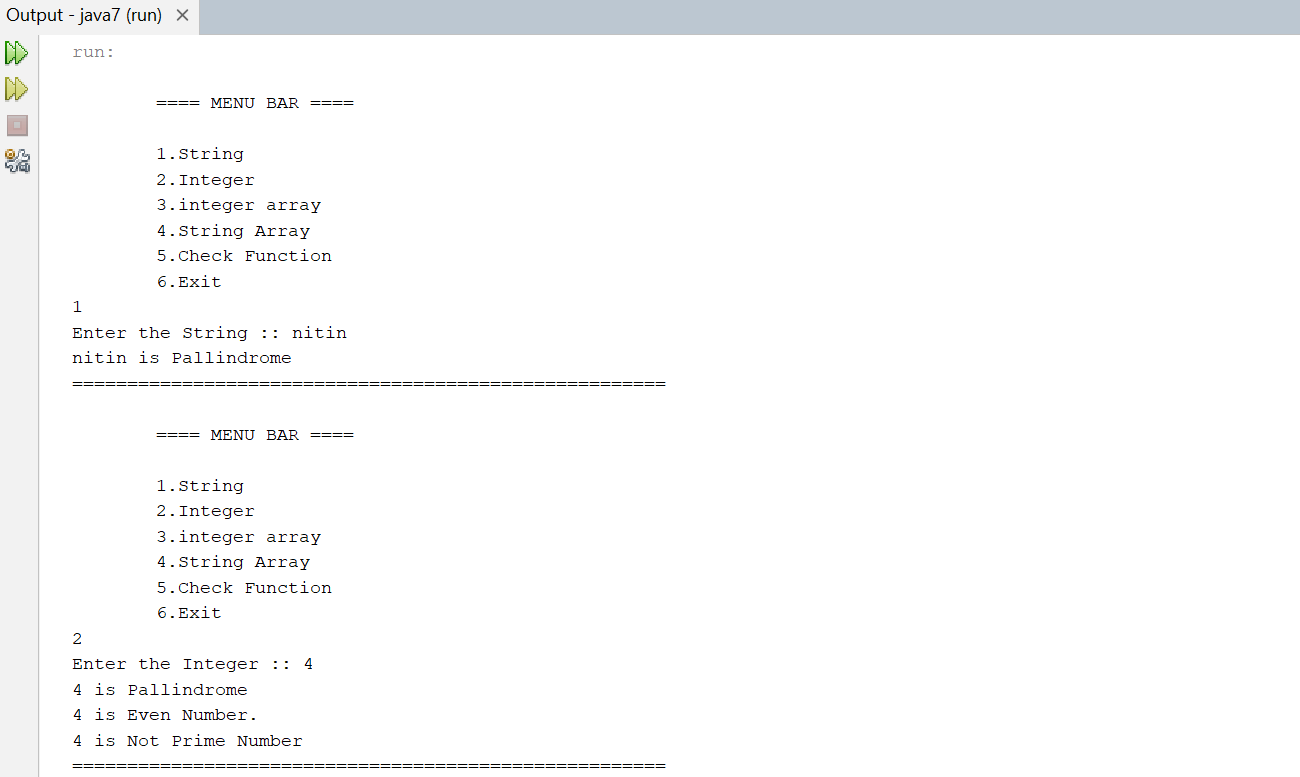 Output - java7 (run)
run:
==== MENU BAR ====
1.String
2.Integer
3.integer array
4.String Array
5.Check Function
6.Exit
1
Enter the String :: nitin
nitin is Pallindrome
======================================================
==== MENU BAR ====
1.String
2.Integer
3.integer array
4.String Array
5.Check Function
6.Exit
2
Enter the Integer :: 4
4 is Pallindrome
4 is Even Number.
4 is Not Prime Number
======================================================